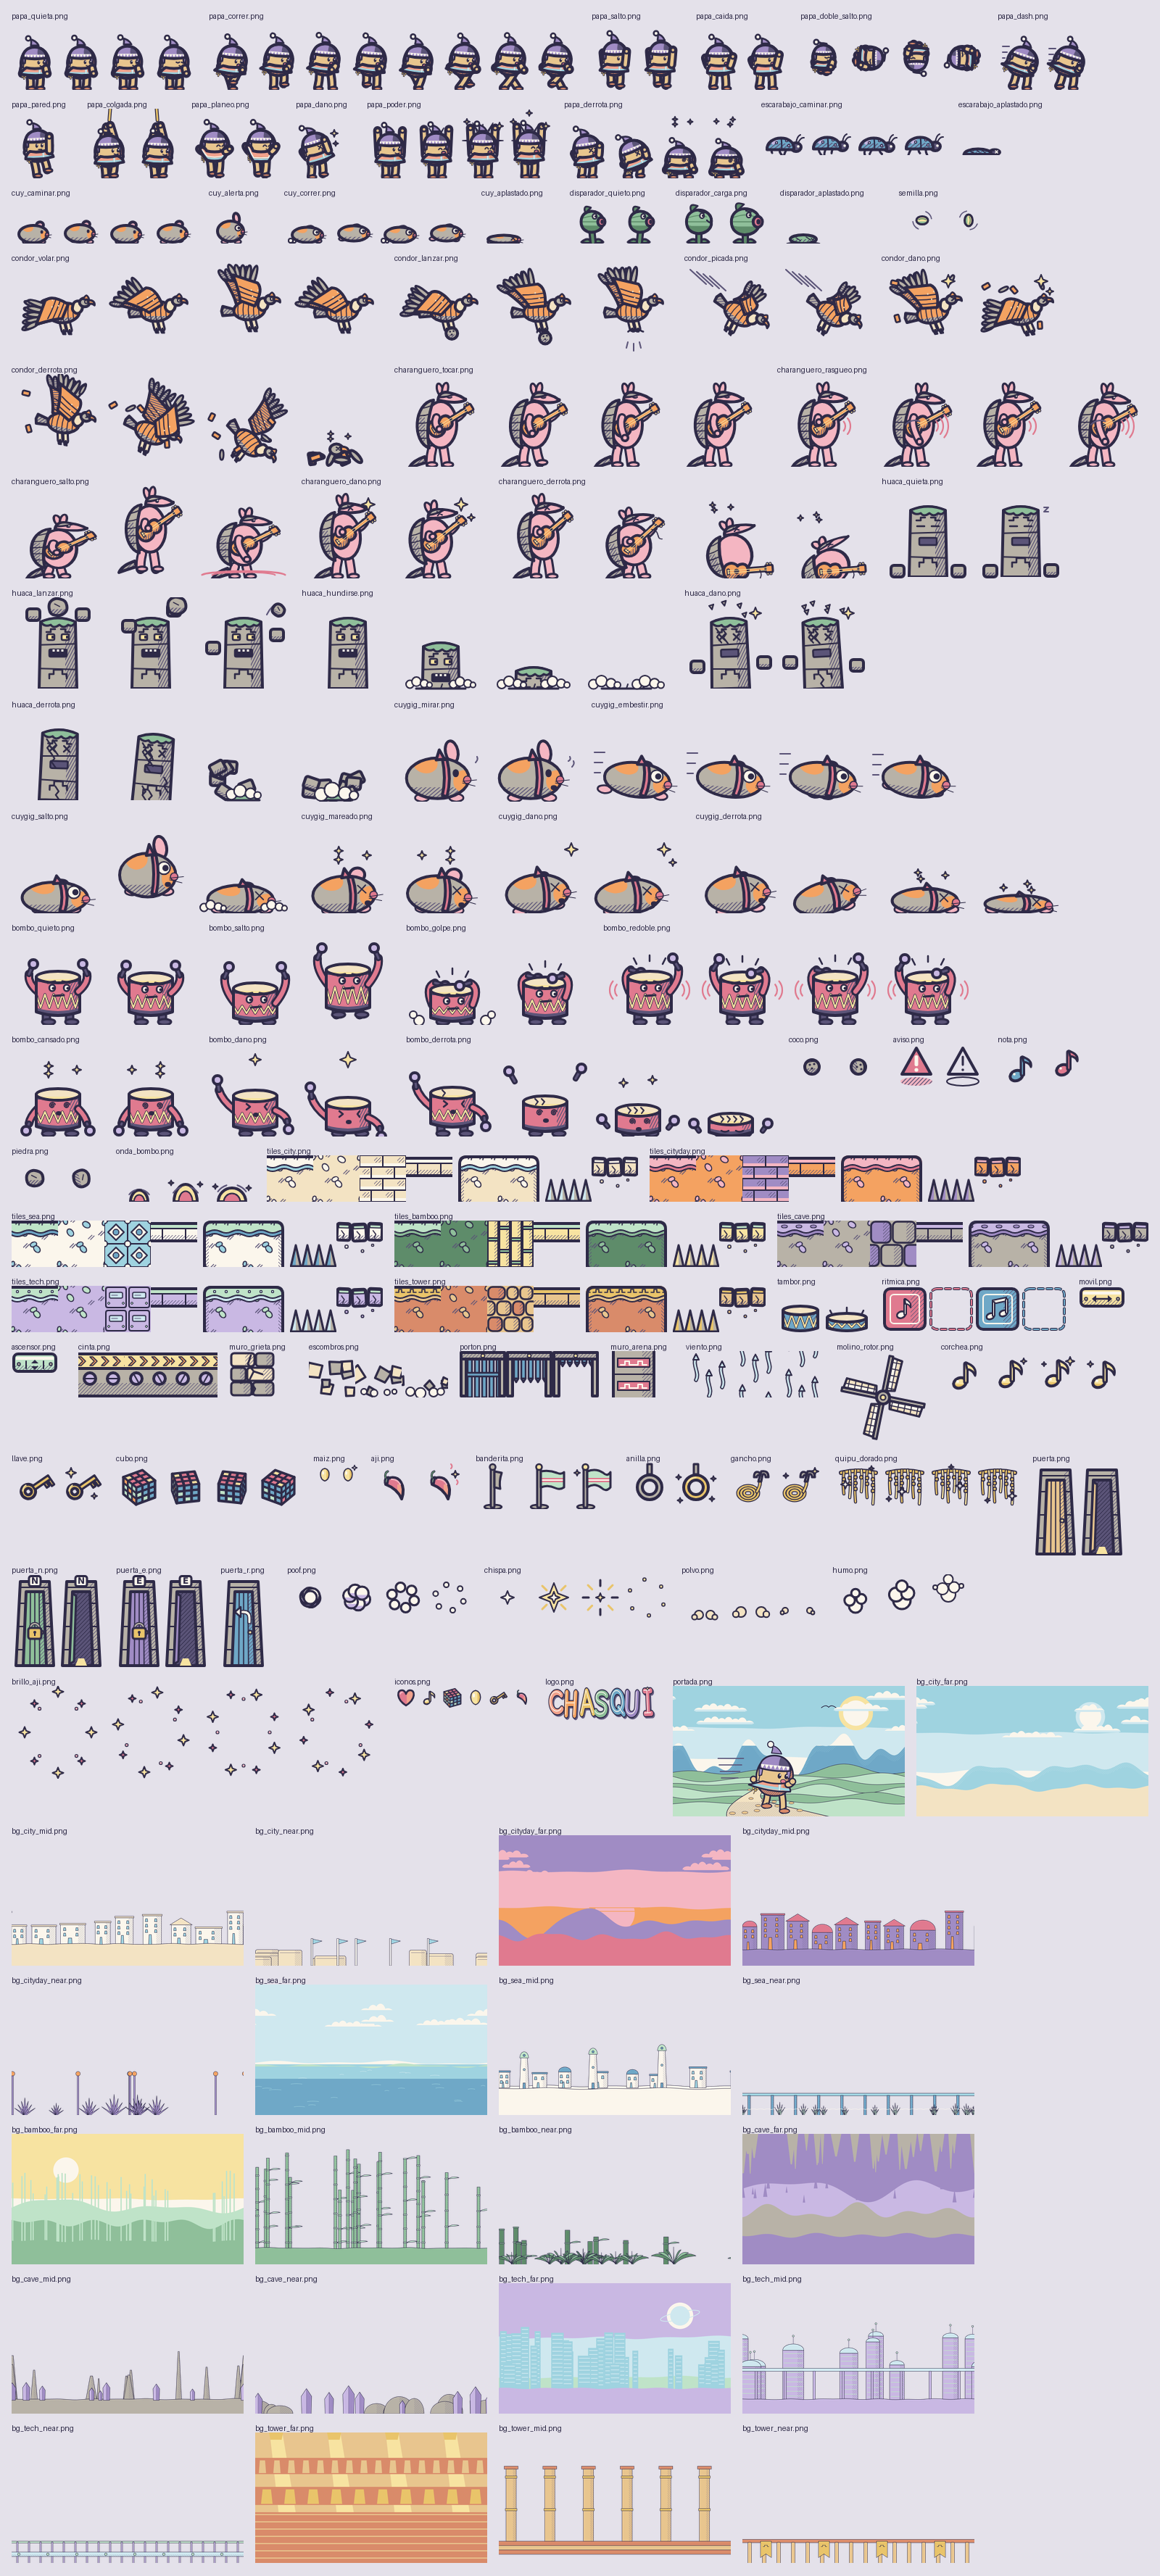 papa_quieta.png papa_correr.png papa_salto.png papa_caida.png papa_doble_salto.png papa_dash.png
papa_pared.png papa_colgada.png papa_planeo.png papa_dano.png papa_poder.png papa_derrota.png escarabajo_caminar.png escarabajo_aplastado.png
cuy_caminar.png cuy_alerta.png cuy_correr.png cuy_aplastado.png disparador_quieto.png disparador_carga.png disparador_aplastado.png semilla.png
condor_volar.png condor_lanzar.png condor_picada.png condor_dano.png
condor_derrota.png charanguero_tocar.png charanguero_rasgueo.png
charanguero_salto.png charanguero_dano.png charanguero_derrota.png huaca_quieta.png
z
huaca_lanzar.png huaca_hundirse.png huaca_dano.png
huaca_derrota.png cuygig_mirar.png cuygig_embestir.png
cuygig_salto.png cuygig_mareado.png cuygig_dano.png cuygig_derrota.png
bombo_quieto.png bombo_salto.png bombo_golpe.png bombo_redoble.png
bombo_cansado.png bombo_dano.png bombo_derrota.png coco.png aviso.png nota.png
! !
piedra.png onda_bombo.png tiles_city.png tiles_cityday.png
tiles_sea.png tiles_bamboo.png tiles_cave.png
tiles_tech.png tiles_tower.png tambor.png ritmica.png movil.png
ascensor.png cinta.png muro_grieta.png escombros.png porton.png muro_arena.png viento.png molino_rotor.png corchea.png
llave.png cubo.png maiz.png aji.png banderita.png anilla.png gancho.png quipu_dorado.png puerta.png
puerta_n.png puerta_e.png puerta_r.png poof.png chispa.png polvo.png humo.png
N N E E
brillo_aji.png iconos.png logo.png portada.png bg_city_far.png
CHASQUI
bg_city_mid.png bg_city_near.png bg_cityday_far.png bg_cityday_mid.png
bg_cityday_near.png bg_sea_far.png bg_sea_mid.png bg_sea_near.png
bg_bamboo_far.png bg_bamboo_mid.png bg_bamboo_near.png bg_cave_far.png
bg_cave_mid.png bg_cave_near.png bg_tech_far.png bg_tech_mid.png
bg_tech_near.png bg_tower_far.png bg_tower_mid.png bg_tower_near.png